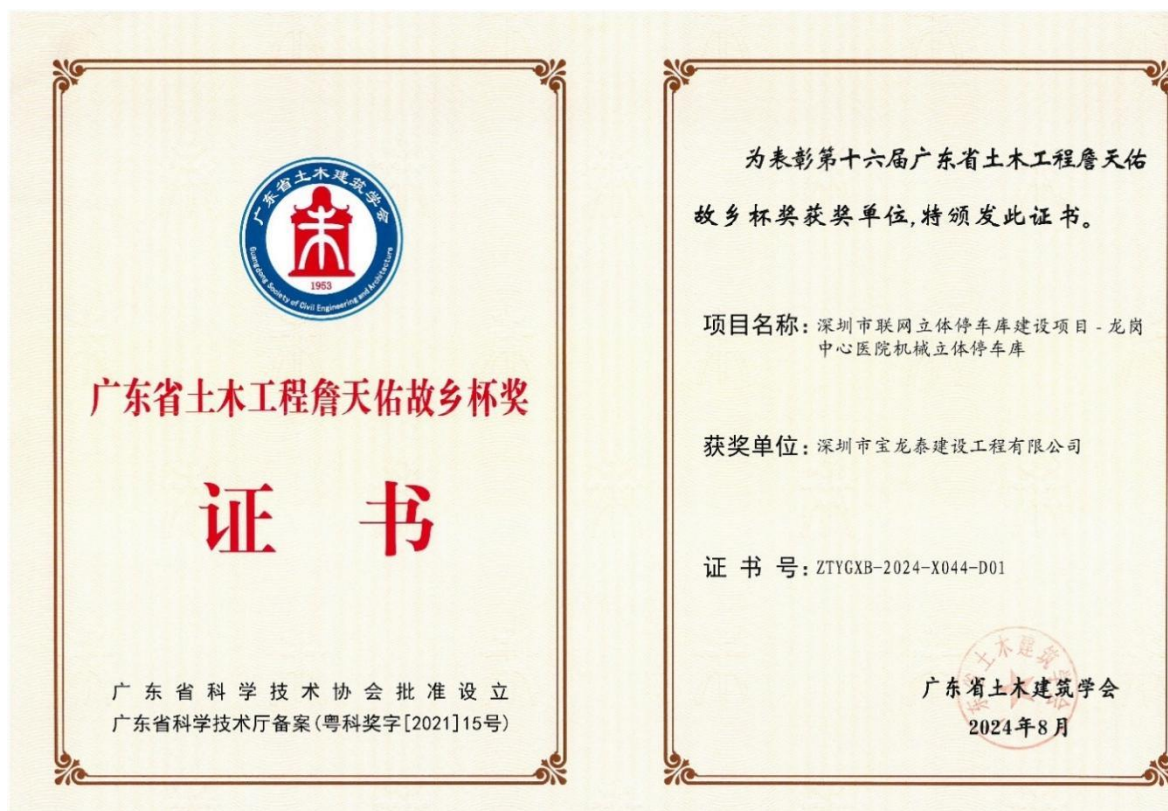 广东省土木建筑学会
1953
Guangdong Society of Civil Engineering and Architecture
广东省土木工程詹天佑故乡杯奖
证 书
广东省科学技术协会批准设立
广东省科学技术厅备案(粤科奖字[2021]15号)
为表彰第十六届广东省土木工程詹天佑
故乡杯奖获奖单位,特颁发此证书。
项目名称:深圳市联网立体停车库建设项目-龙岗
中心医院机械立体停车库
获奖单位:深圳市宝龙泰建设工程有限公司
证 书 号:ZTYGXB-2024-X044-D01
东省土木建筑学会
广东省土木建筑学会
2024年8月